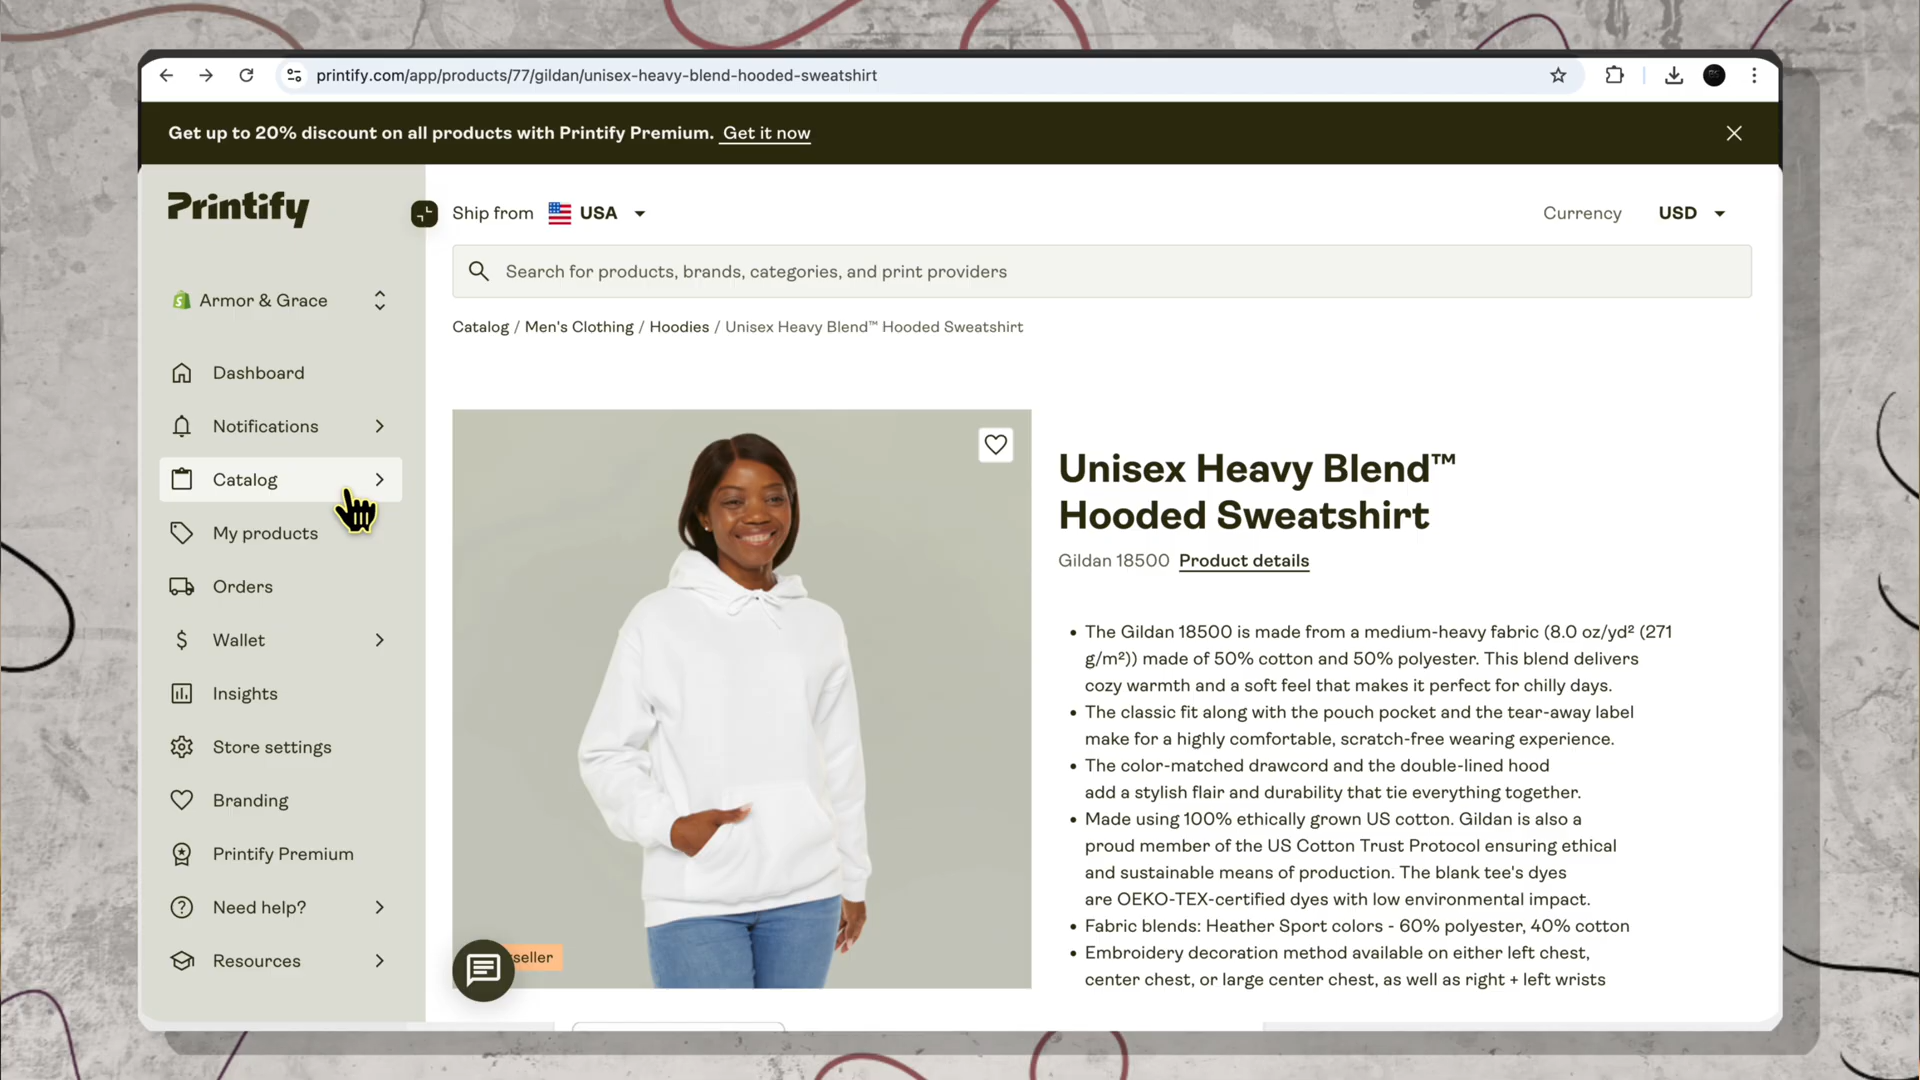 printify.com/app/products/77/gildan/unisex-heavy-blend-hooded-sweatshirt
Get up to 20% discount on all products with Printify Premium. Get it now
Printify
Ship from USA
Currency USD
Search for products, brands, categories, and print providers
Armor & Grace
Catalog / Men's Clothing / Hoodies / Unisex Heavy Blend™ Hooded Sweatshirt
Dashboard
Notifications
Catalog
My products
Orders
Wallet
Insights
Store settings
Branding
Printify Premium
Need help?
Resources
seller
Unisex Heavy Blend™
Hooded Sweatshirt
Gildan 18500 Product details
• The Gildan 18500 is made from a medium-heavy fabric (8.0 oz/yd² (271
g/m²)) made of 50% cotton and 50% polyester. This blend delivers
cozy warmth and a soft feel that makes it perfect for chilly days.
• The classic fit along with the pouch pocket and the tear-away label
make for a highly comfortable, scratch-free wearing experience.
• The color-matched drawcord and the double-lined hood
add a stylish flair and durability that tie everything together.
• Made using 100% ethically grown US cotton. Gildan is also a
proud member of the US Cotton Trust Protocol ensuring ethical
and sustainable means of production. The blank tee's dyes
are OEKO-TEX-certified dyes with low environmental impact.
• Fabric blends: Heather Sport colors - 60% polyester, 40% cotton
• Embroidery decoration method available on either left chest,
center chest, or large center chest, as well as right + left wrists